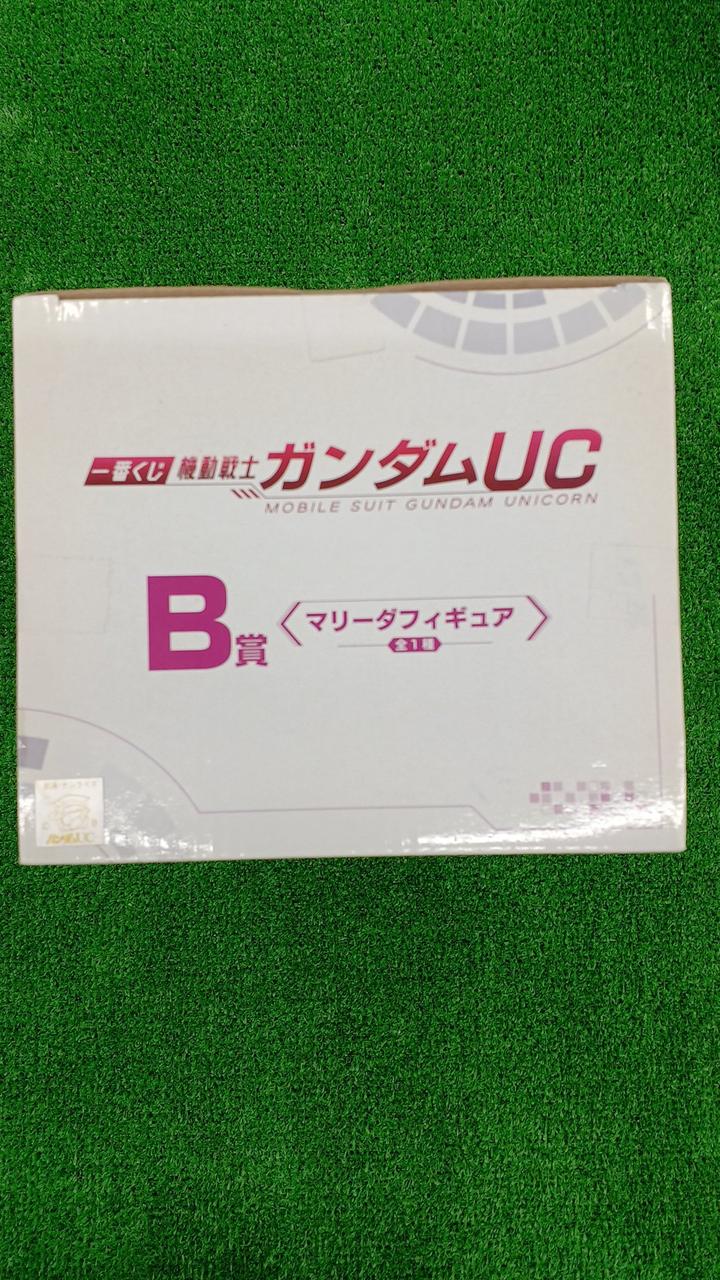 一番くじ 機動戦士ガンダムUC
MOBILE SUIT GUNDAM UNICORN
B賞 〈マリーダフィギュア〉
全1種